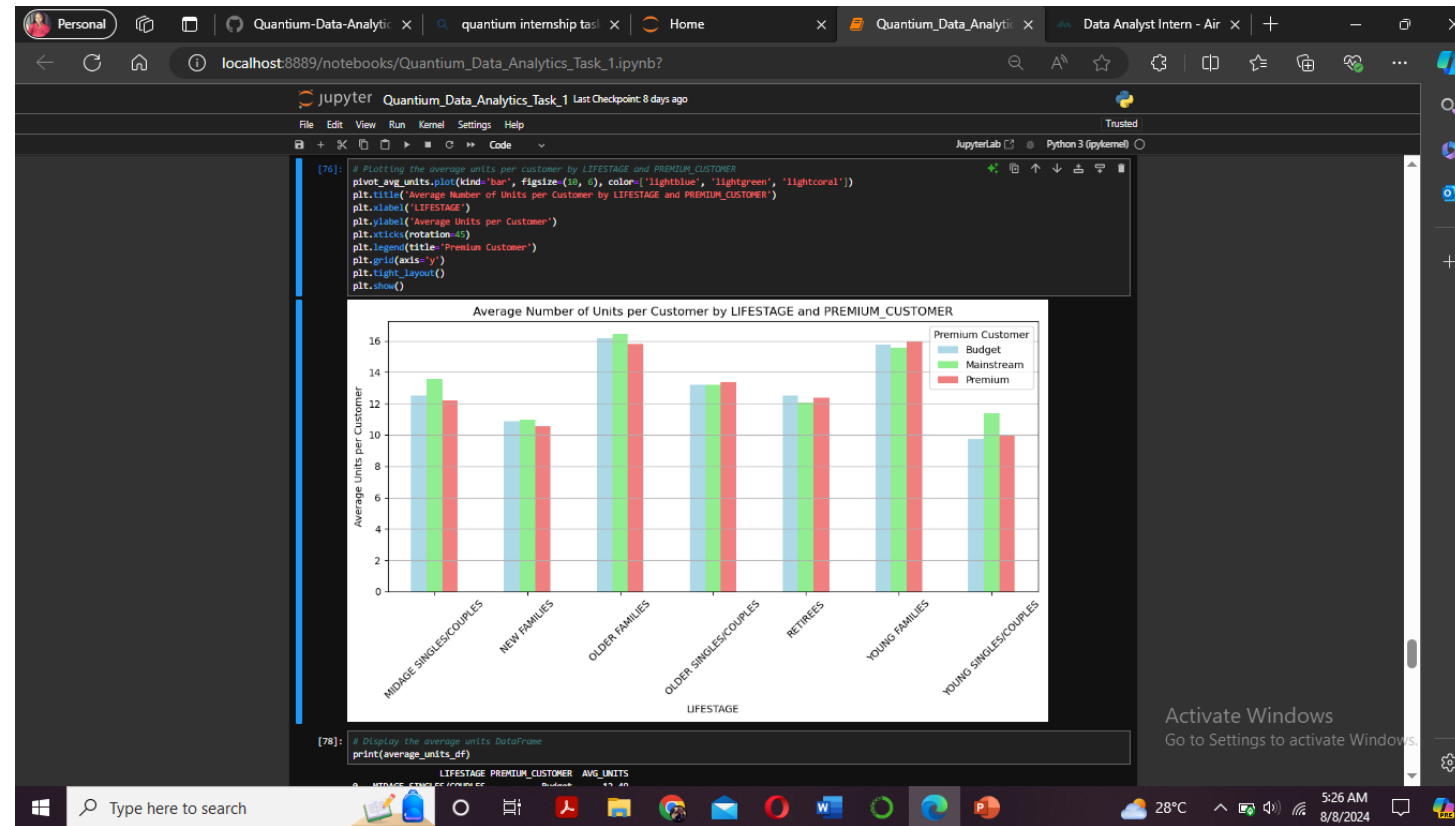 Personal
Quantium-Data-Analytic
quantium internship tas
Home
Quantium_Data_Analytic
Data Analyst Intern - Air
localhost:8889/notebooks/Quantium_Data_Analytics_Task_1.ipynb?
jupyter Quantium_Data_Analytics_Task_1 Last Checkpoint: 8 days ago
File Edit View Run Kernel Settings Help
Trusted
Code
JupyterLab
Python 3 (ipykernel)
[76]: # Plotting the average units per customer by LIFESTAGE and PREMIUM_CUSTOMER
pivot_avg_units.plot(kind='bar', figsize=(10, 6), color=['lightblue', 'lightgreen', 'lightcoral'])
plt.title('Average Number of Units per Customer by LIFESTAGE and PREMIUM_CUSTOMER')
plt.xlabel('LIFESTAGE')
plt.ylabel('Average Units per Customer')
plt.xticks(rotation=45)
plt.legend(title='Premium Customer')
plt.grid(axis='y')
plt.tight_layout()
plt.show()
Average Number of Units per Customer by LIFESTAGE and PREMIUM_CUSTOMER
Average Units per Customer
16
14
12
10
8
6
4
2
0
Premium Customer
Budget
Mainstream
Premium
MIDAGE SINGLES/COUPLES
NEW FAMILIES
OLDER FAMILIES
OLDER SINGLES/COUPLES
RETIREES
YOUNG FAMILIES
YOUNG SINGLES/COUPLES
LIFESTAGE
[78]: # Display the average units DataFrame
print(average_units_df)
LIFESTAGE PREMIUM_CUSTOMER AVG_UNITS
Activate Windows
Go to Settings to activate Windows.
Type here to search
28°C
5:26 AM
8/8/2024